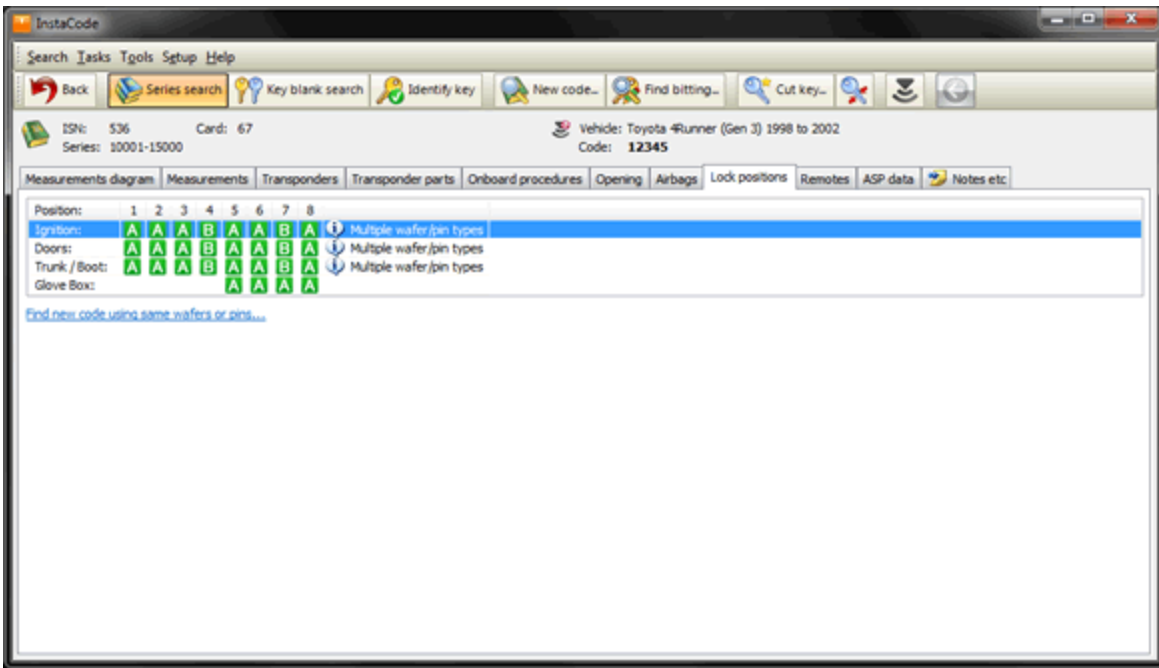 InstaCode
Search Tasks Tools Setup Help
Back Series search Key blank search Identify key New code... Find bitting... Cut key...
ISN: 536 Card: 67 Vehicle: Toyota 4Runner (Gen 3) 1998 to 2002
Series: 10001-15000 Code: 12345
Measurements diagram Measurements Transponders Transponder parts Onboard procedures Opening Airbags Lock positions Remotes ASP data Notes etc
Position: 1 2 3 4 5 6 7 8
Ignition: A A A B A A B A Multiple wafer/pin types
Doors: A A A B A A B A Multiple wafer/pin types
Trunk / Boot: A A A B A A B A Multiple wafer/pin types
Glove Box: A A A A
Find new code using same wafers or pins...